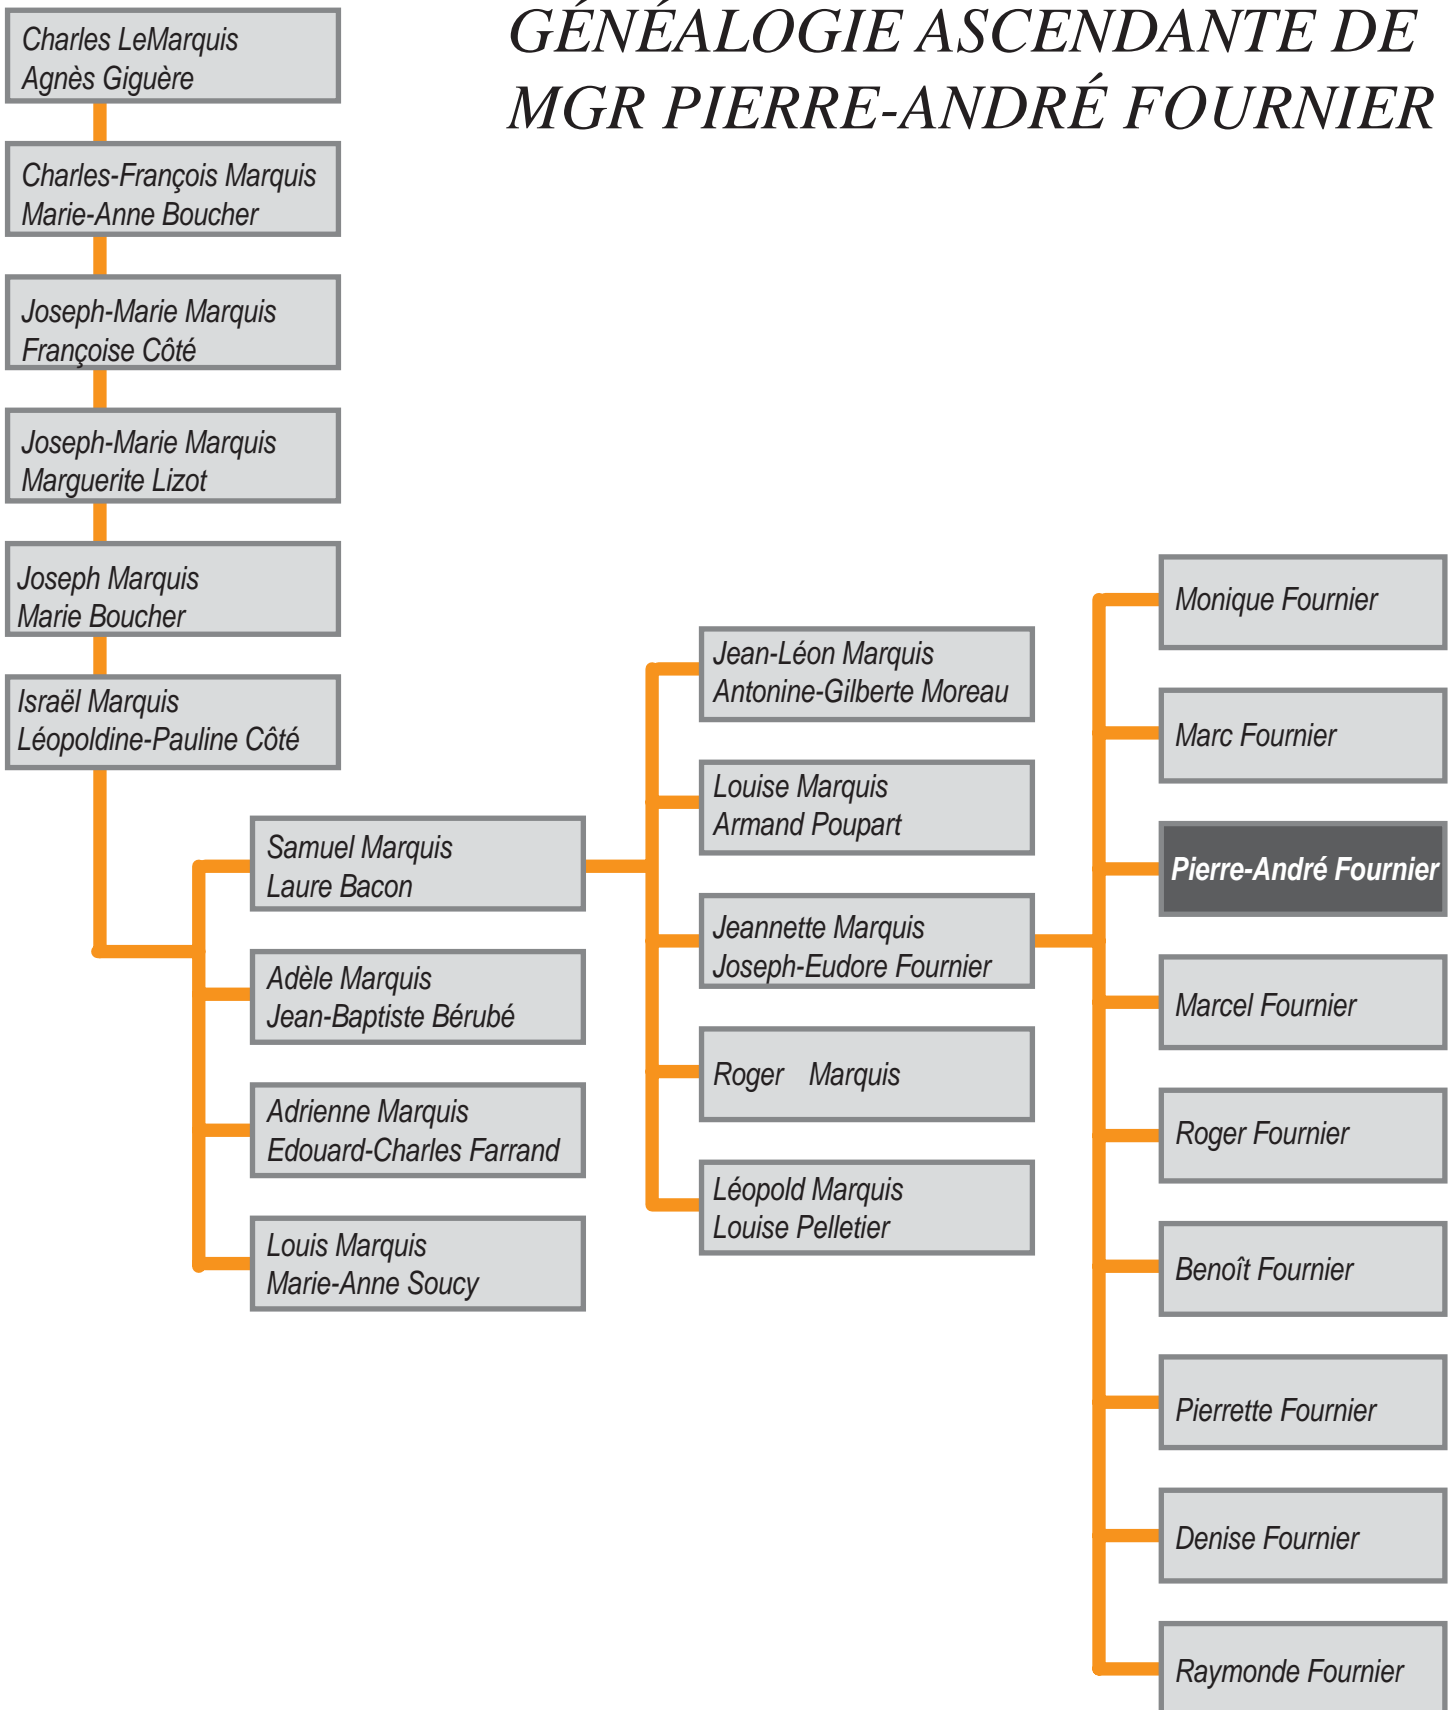 GÉNÉALOGIE ASCENDANTE DE
MGR PIERRE-ANDRÉ FOURNIER
Charles LeMarquis
Agnès Giguère
Charles-François Marquis
Marie-Anne Boucher
Joseph-Marie Marquis
Françoise Côté
Joseph-Marie Marquis
Marguerite Lizot
Joseph Marquis
Marie Boucher
Israël Marquis
Léopoldine-Pauline Côté
Samuel Marquis
Laure Bacon
Adèle Marquis
Jean-Baptiste Bérubé
Adrienne Marquis
Edouard-Charles Farrand
Louis Marquis
Marie-Anne Soucy
Jean-Léon Marquis
Antonine-Gilberte Moreau
Louise Marquis
Armand Poupart
Jeannette Marquis
Joseph-Eudore Fournier
Roger Marquis
Léopold Marquis
Louise Pelletier
Monique Fournier
Marc Fournier
Pierre-André Fournier
Marcel Fournier
Roger Fournier
Benoît Fournier
Pierrette Fournier
Denise Fournier
Raymonde Fournier